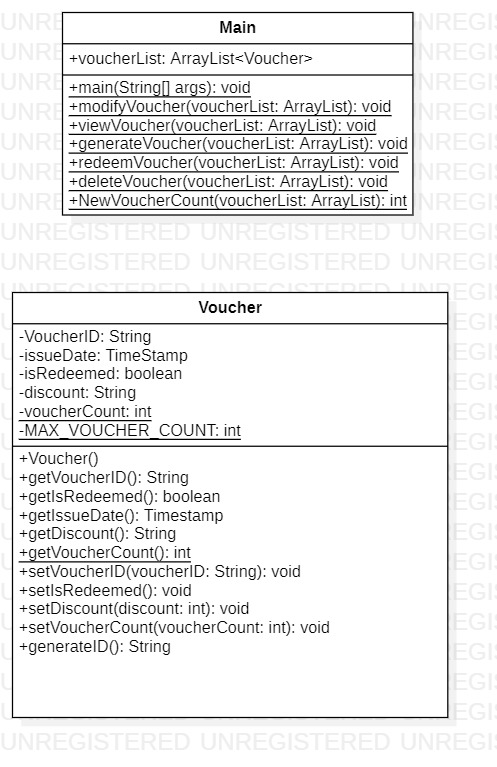 Main
+voucherList: ArrayList<Voucher>
+main(String[] args): void
+modifyVoucher(voucherList: ArrayList): void
+viewVoucher(voucherList: ArrayList): void
+generateVoucher(voucherList: ArrayList): void
+redeemVoucher(voucherList: ArrayList): void
+deleteVoucher(voucherList: ArrayList): void
+NewVoucherCount(voucherList: ArrayList): int
UNREGISTERED UNREGISTERED UNREGIS
UNREGISTERED UNREGISTERED UNREGIS
Voucher
-VoucherID: String
-issueDate: TimeStamp
-isRedeemed: boolean
-discount: String
-voucherCount: int
-MAX_VOUCHER_COUNT: int
+Voucher()
+getVoucherID(): String
+getIsRedeemed(): boolean
+getIssueDate(): Timestamp
+getDiscount(): String
+getVoucherCount(): int
+setVoucherID(voucherID: String): void
+setIsRedeemed(): void
+setDiscount(discount: int): void
+setVoucherCount(voucherCount: int): void
+generateID(): String
UNREGISTERED UNREGISTERED UNREGIS